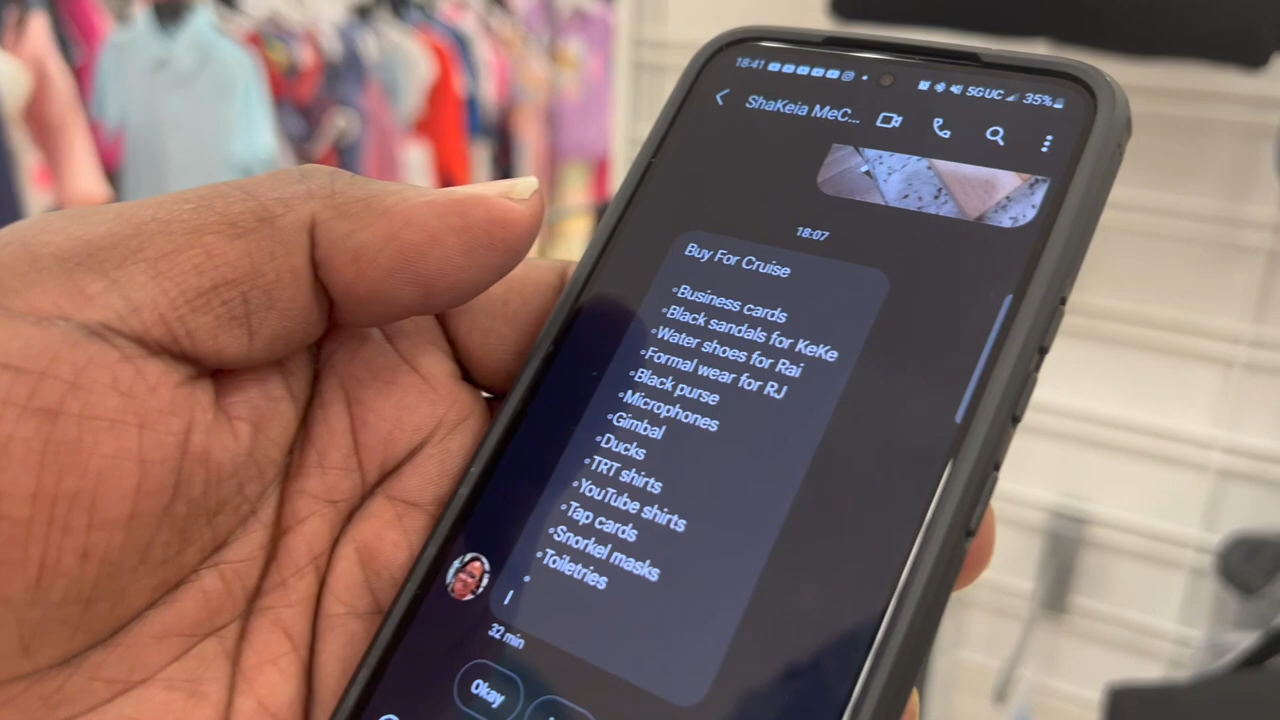 18:41 5GUC 35%
ShaKeia MeC...
18:07
Buy For Cruise
◦Business cards
◦Black sandals for KeKe
◦Water shoes for Rai
◦Formal wear for RJ
◦Black purse
◦Microphones
◦Gimbal
◦Ducks
◦TRT shirts
◦YouTube shirts
◦Tap cards
◦Snorkel masks
◦Toiletries
◦
32 min
Okay